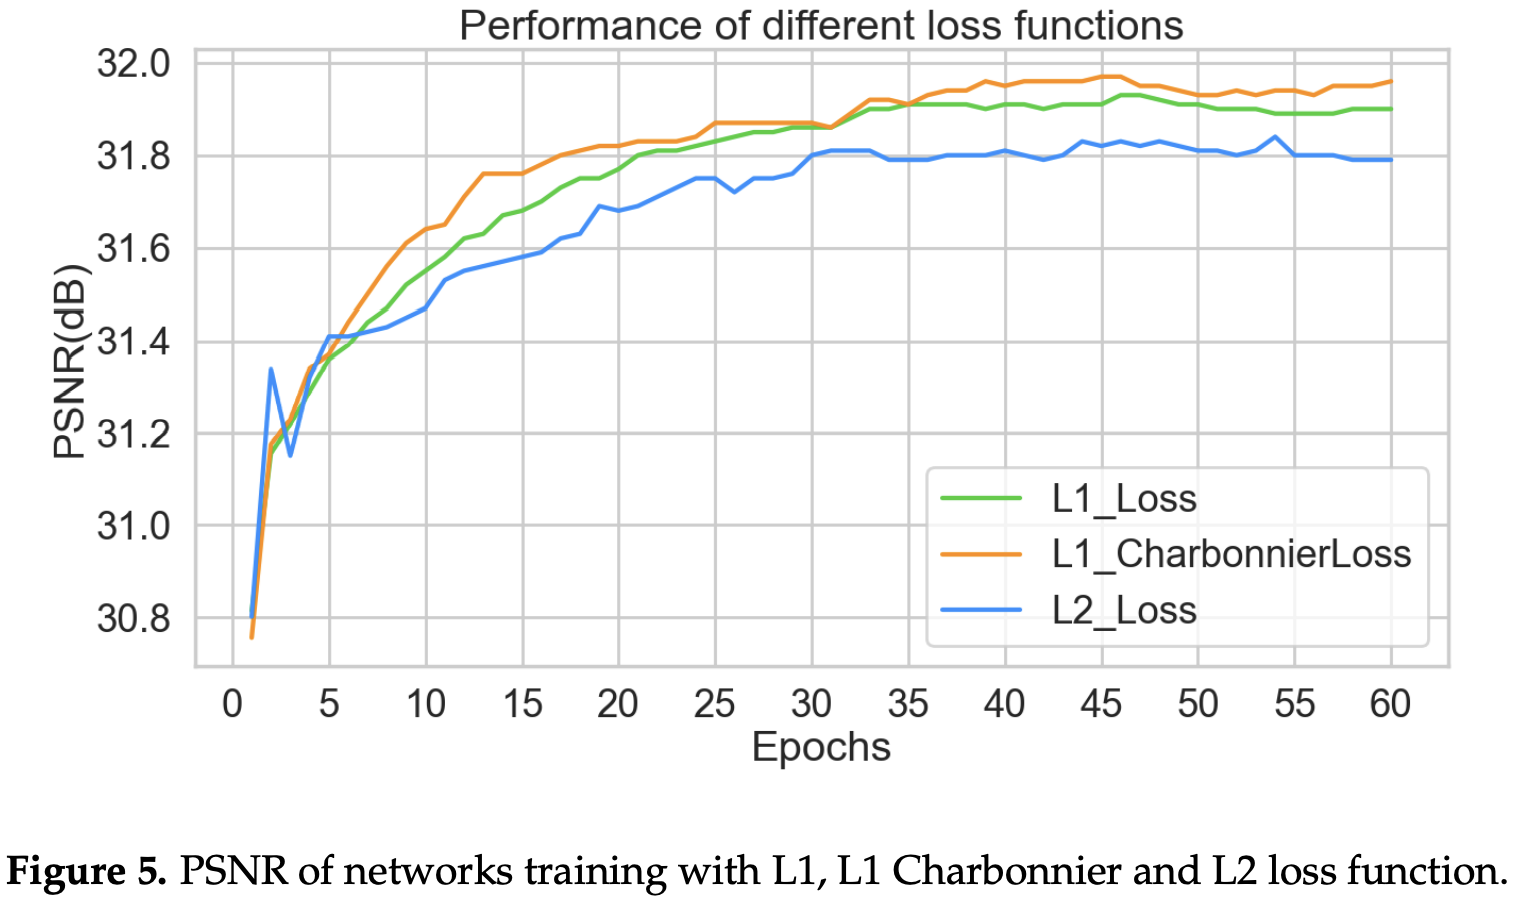 Performance of different loss functions
PSNR(dB)
32.0
31.8
31.6
31.4
31.2
31.0
30.8
L1_Loss
L1_CharbonnierLoss
L2_Loss
0 5 10 15 20 25 30 35 40 45 50 55 60
Epochs
Figure 5. PSNR of networks training with L1, L1 Charbonnier and L2 loss function.